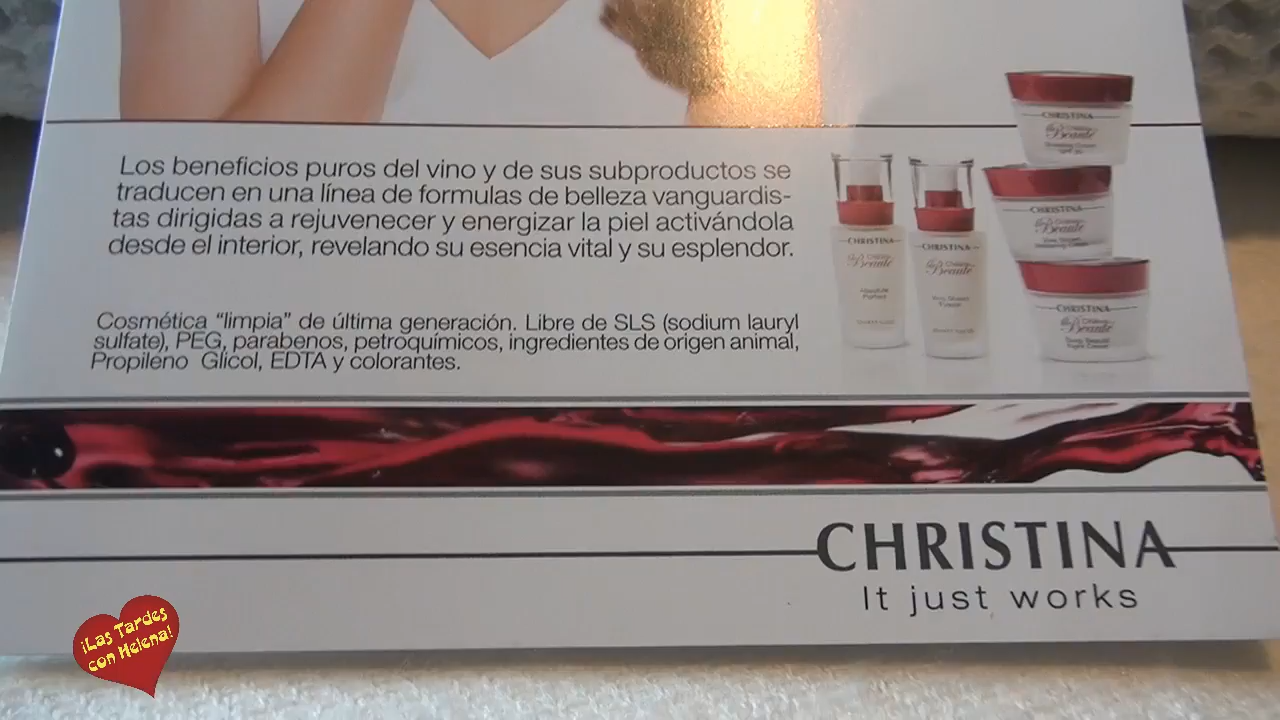 Los beneficios puros del vino y de sus subproductos se
traducen en una línea de formulas de belleza vanguardis-
tas dirigidas a rejuvenecer y energizar la piel activándola
desde el interior, revelando su esencia vital y su esplendor.
Cosmética “limpia” de última generación. Libre de SLS (sodium lauryl
sulfate), PEG, parabenos, petroquímicos, ingredientes de origen animal,
Propileno Glicol, EDTA y colorantes.
CHRISTINA
CHRISTINA
CHRISTINA
CHRISTINA
CHRISTINA
CHRISTINA
It just works
¡Las Tardes
con Helena!